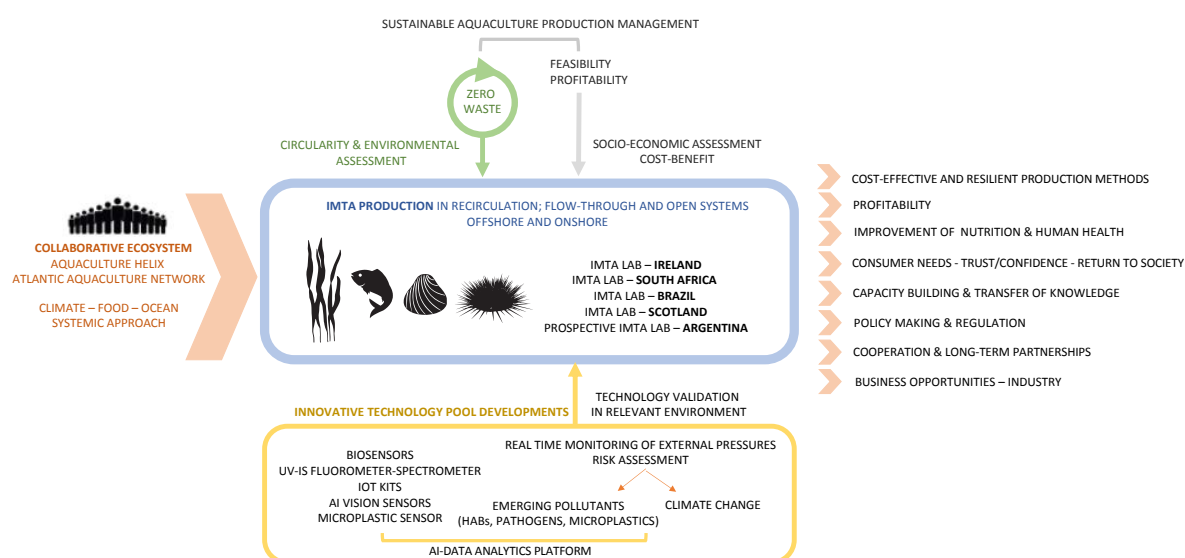 SUSTAINABLE AQUACULTURE PRODUCTION MANAGEMENT
FEASIBILITY
PROFITABILITY
ZERO
WASTE
CIRCULARITY & ENVIRONMENTAL
ASSESSMENT
SOCIO-ECONOMIC ASSESSMENT
COST-BENEFIT
COLLABORATIVE ECOSYSTEM
AQUACULTURE HELIX
ATLANTIC AQUACULTURE NETWORK
CLIMATE – FOOD – OCEAN
SYSTEMIC APPROACH
IMTA PRODUCTION IN RECIRCULATION; FLOW-THROUGH AND OPEN SYSTEMS
OFFSHORE AND ONSHORE
IMTA LAB – IRELAND
IMTA LAB – SOUTH AFRICA
IMTA LAB – BRAZIL
IMTA LAB – SCOTLAND
PROSPECTIVE IMTA LAB – ARGENTINA
COST-EFFECTIVE AND RESILIENT PRODUCTION METHODS
PROFITABILITY
IMPROVEMENT OF NUTRITION & HUMAN HEALTH
CONSUMER NEEDS - TRUST/CONFIDENCE - RETURN TO SOCIETY
CAPACITY BUILDING & TRANSFER OF KNOWLEDGE
POLICY MAKING & REGULATION
COOPERATION & LONG-TERM PARTNERSHIPS
BUSINESS OPPORTUNITIES – INDUSTRY
INNOVATIVE TECHNOLOGY POOL DEVELOPMENTS
TECHNOLOGY VALIDATION
IN RELEVANT ENVIRONMENT
BIOSENSORS
UV-IS FLUOROMETER-SPECTROMETER
IOT KITS
AI VISION SENSORS
MICROPLASTIC SENSOR
REAL TIME MONITORING OF EXTERNAL PRESSURES
RISK ASSESSMENT
EMERGING POLLUTANTS
(HABs, PATHOGENS, MICROPLASTICS)
CLIMATE CHANGE
AI-DATA ANALYTICS PLATFORM